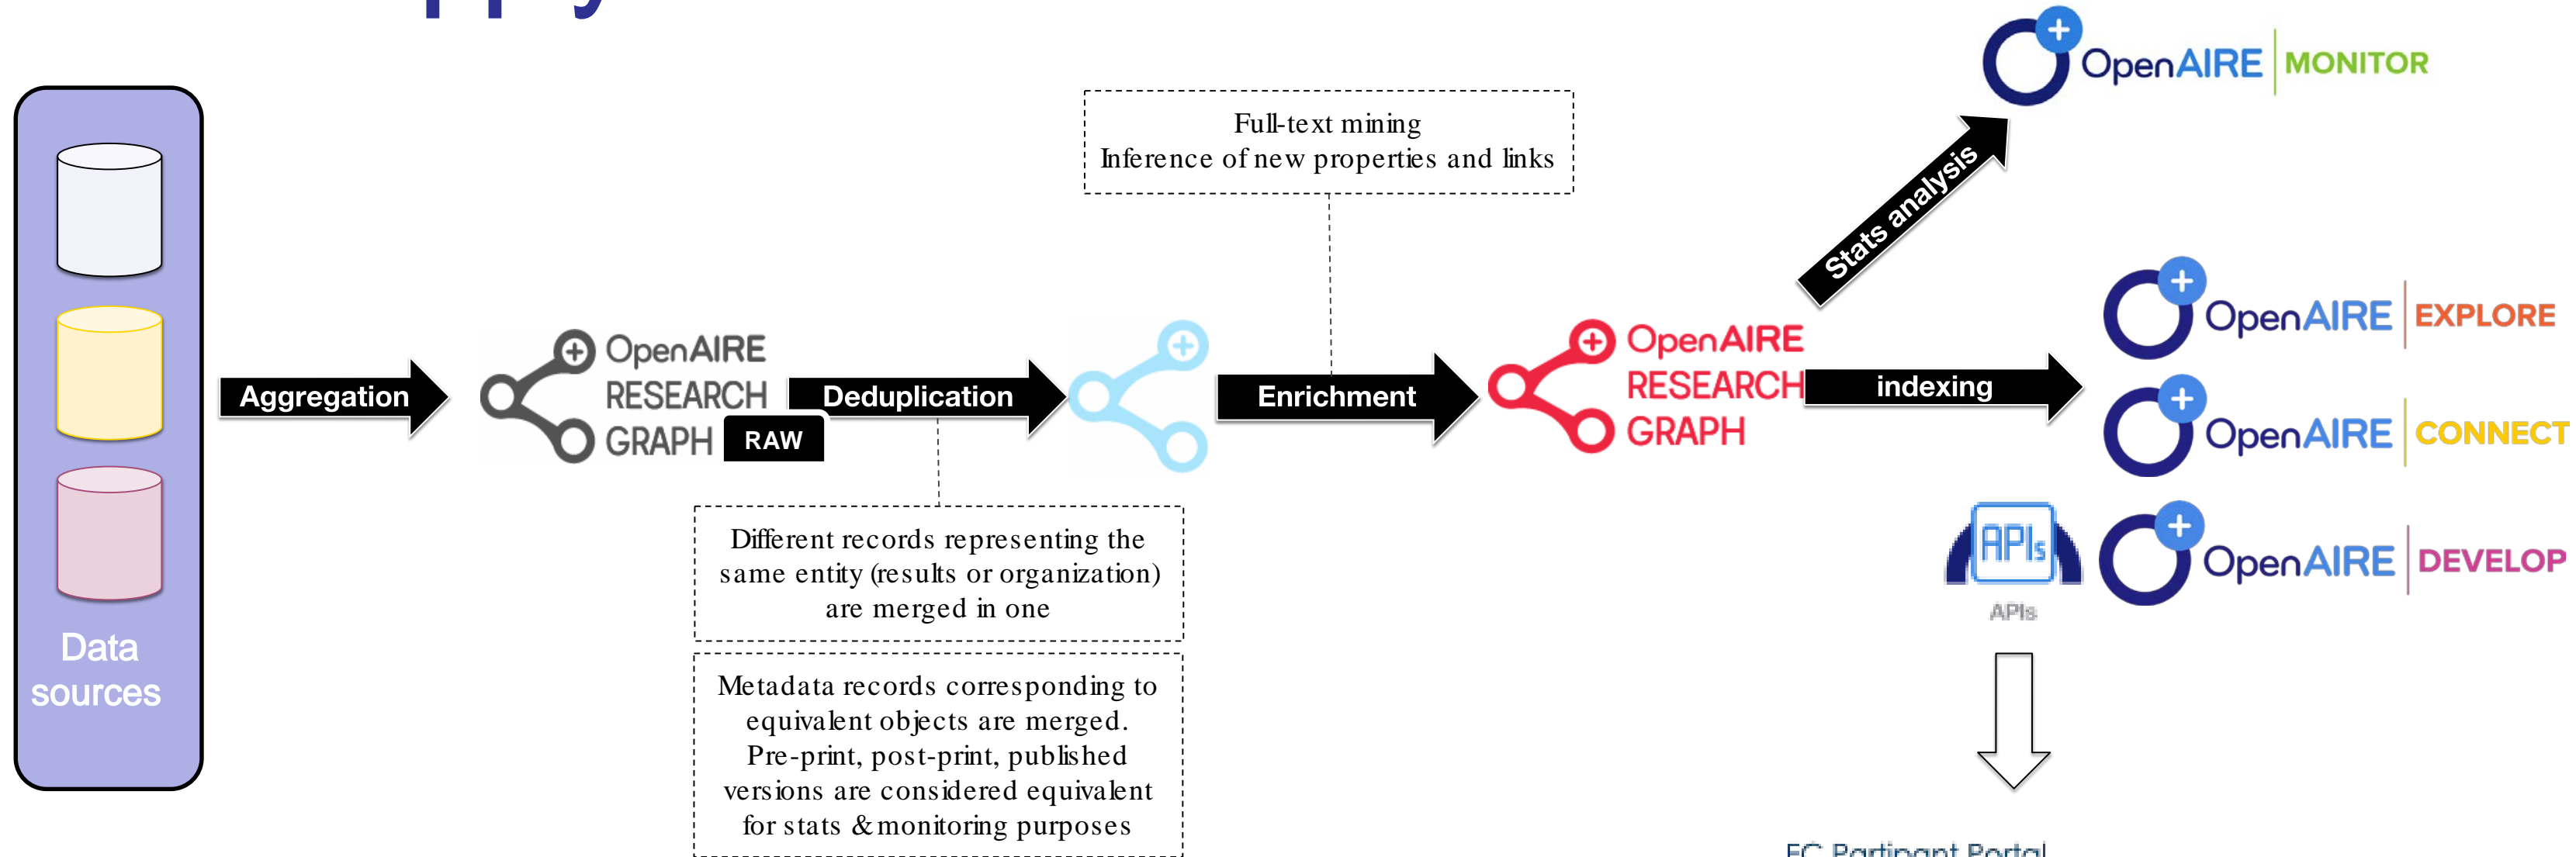 OpenAIRE MONITOR
Full-text mining
Inference of new properties and links
Stats analysis
OpenAIRE EXPLORE
Aggregation
OpenAIRE
RESEARCH
GRAPH RAW
Deduplication
Enrichment
OpenAIRE
RESEARCH
GRAPH
indexing
OpenAIRE CONNECT
Different records representing the
same entity (results or organization)
are merged in one
APIs
APIs
OpenAIRE DEVELOP
Data
sources
Metadata records corresponding to
equivalent objects are merged.
Pre-print, post-print, published
versions are considered equivalent
for stats & monitoring purposes
EC Partipant Portal